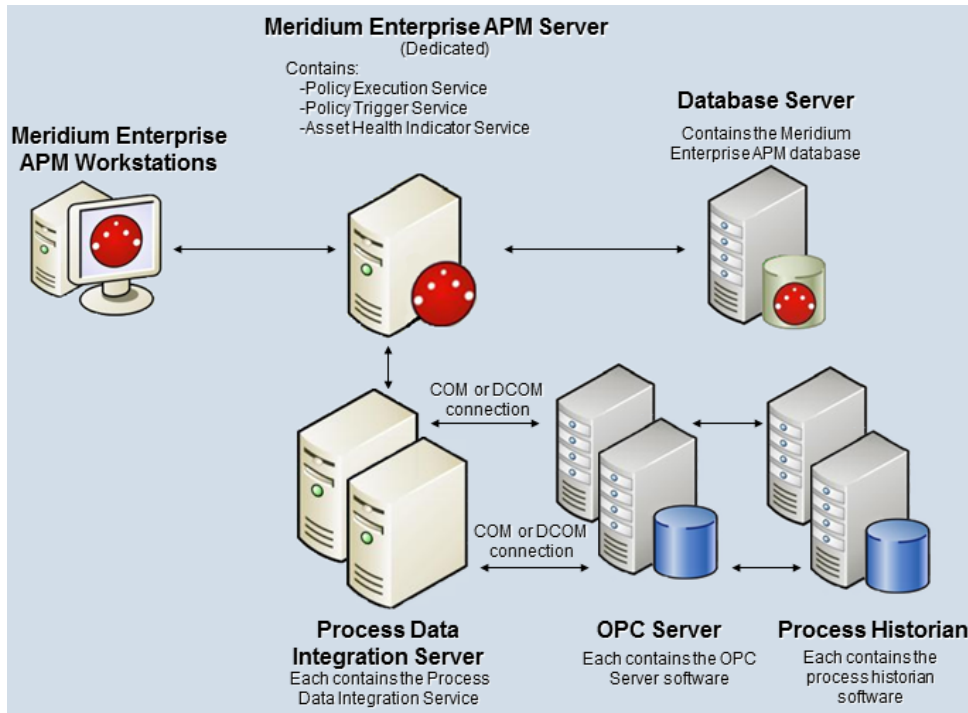 Meridium Enterprise APM Server
(Dedicated)
Contains:
-Policy Execution Service
-Policy Trigger Service
-Asset Health Indicator Service
Database Server
Contains the Meridium
Enterprise APM database
Meridium Enterprise
APM Workstations
COM or DCOM
connection
COM or DCOM
connection
Process Data
Integration Server
Each contains the Process
Data Integration Service
OPC Server
Each contains the OPC
Server software
Process Historian
Each contains the
process historian
software